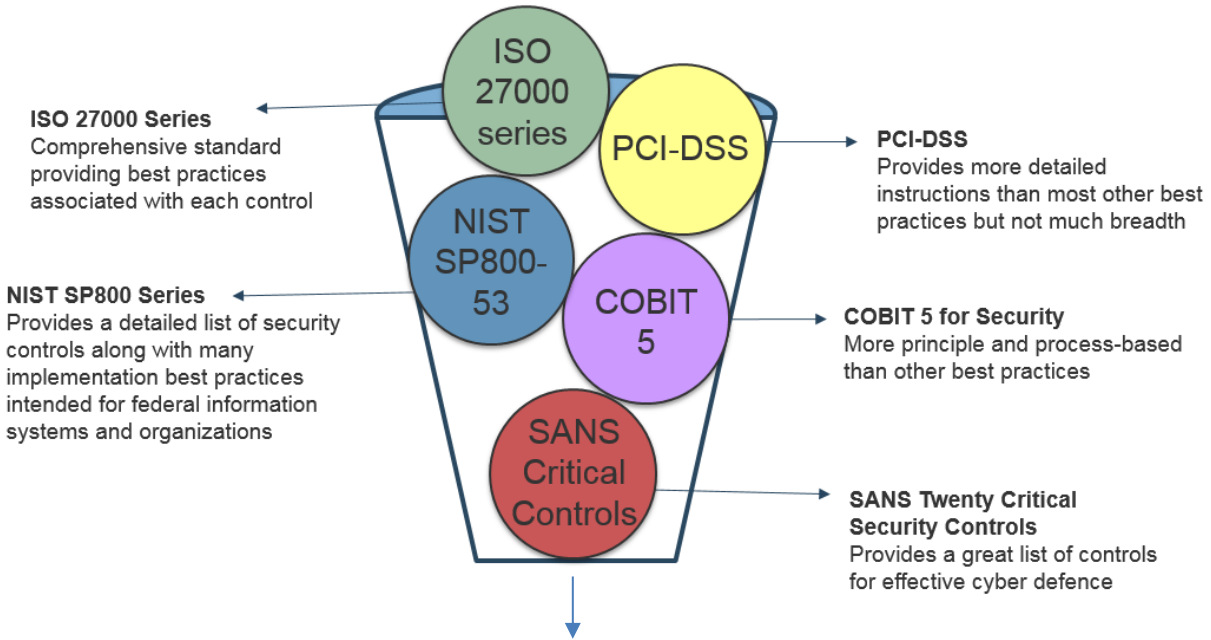 ISO
27000
series
PCI-DSS
NIST
SP800-
53
COBIT
5
SANS
Critical
Controls
ISO 27000 Series
Comprehensive standard
providing best practices
associated with each control
NIST SP800 Series
Provides a detailed list of security
controls along with many
implementation best practices
intended for federal information
systems and organizations
PCI-DSS
Provides more detailed
instructions than most other best
practices but not much breadth
COBIT 5 for Security
More principle and process-based
than other best practices
SANS Twenty Critical
Security Controls
Provides a great list of controls
for effective cyber defence